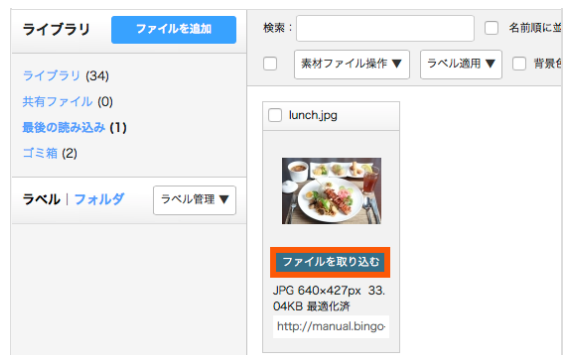 ライブラリ
ファイルを追加
ライブラリ (34)
共有ファイル (0)
最後の読み込み (1)
ゴミ箱 (2)
ラベル | フォルダ
ラベル管理 ▼
検索 :
名前順に並
素材ファイル操作 ▼
ラベル適用 ▼
背景色
lunch.jpg
ファイルを取り込む
JPG 640×427px 33.
04KB 最適化済
http://manual.bingo-